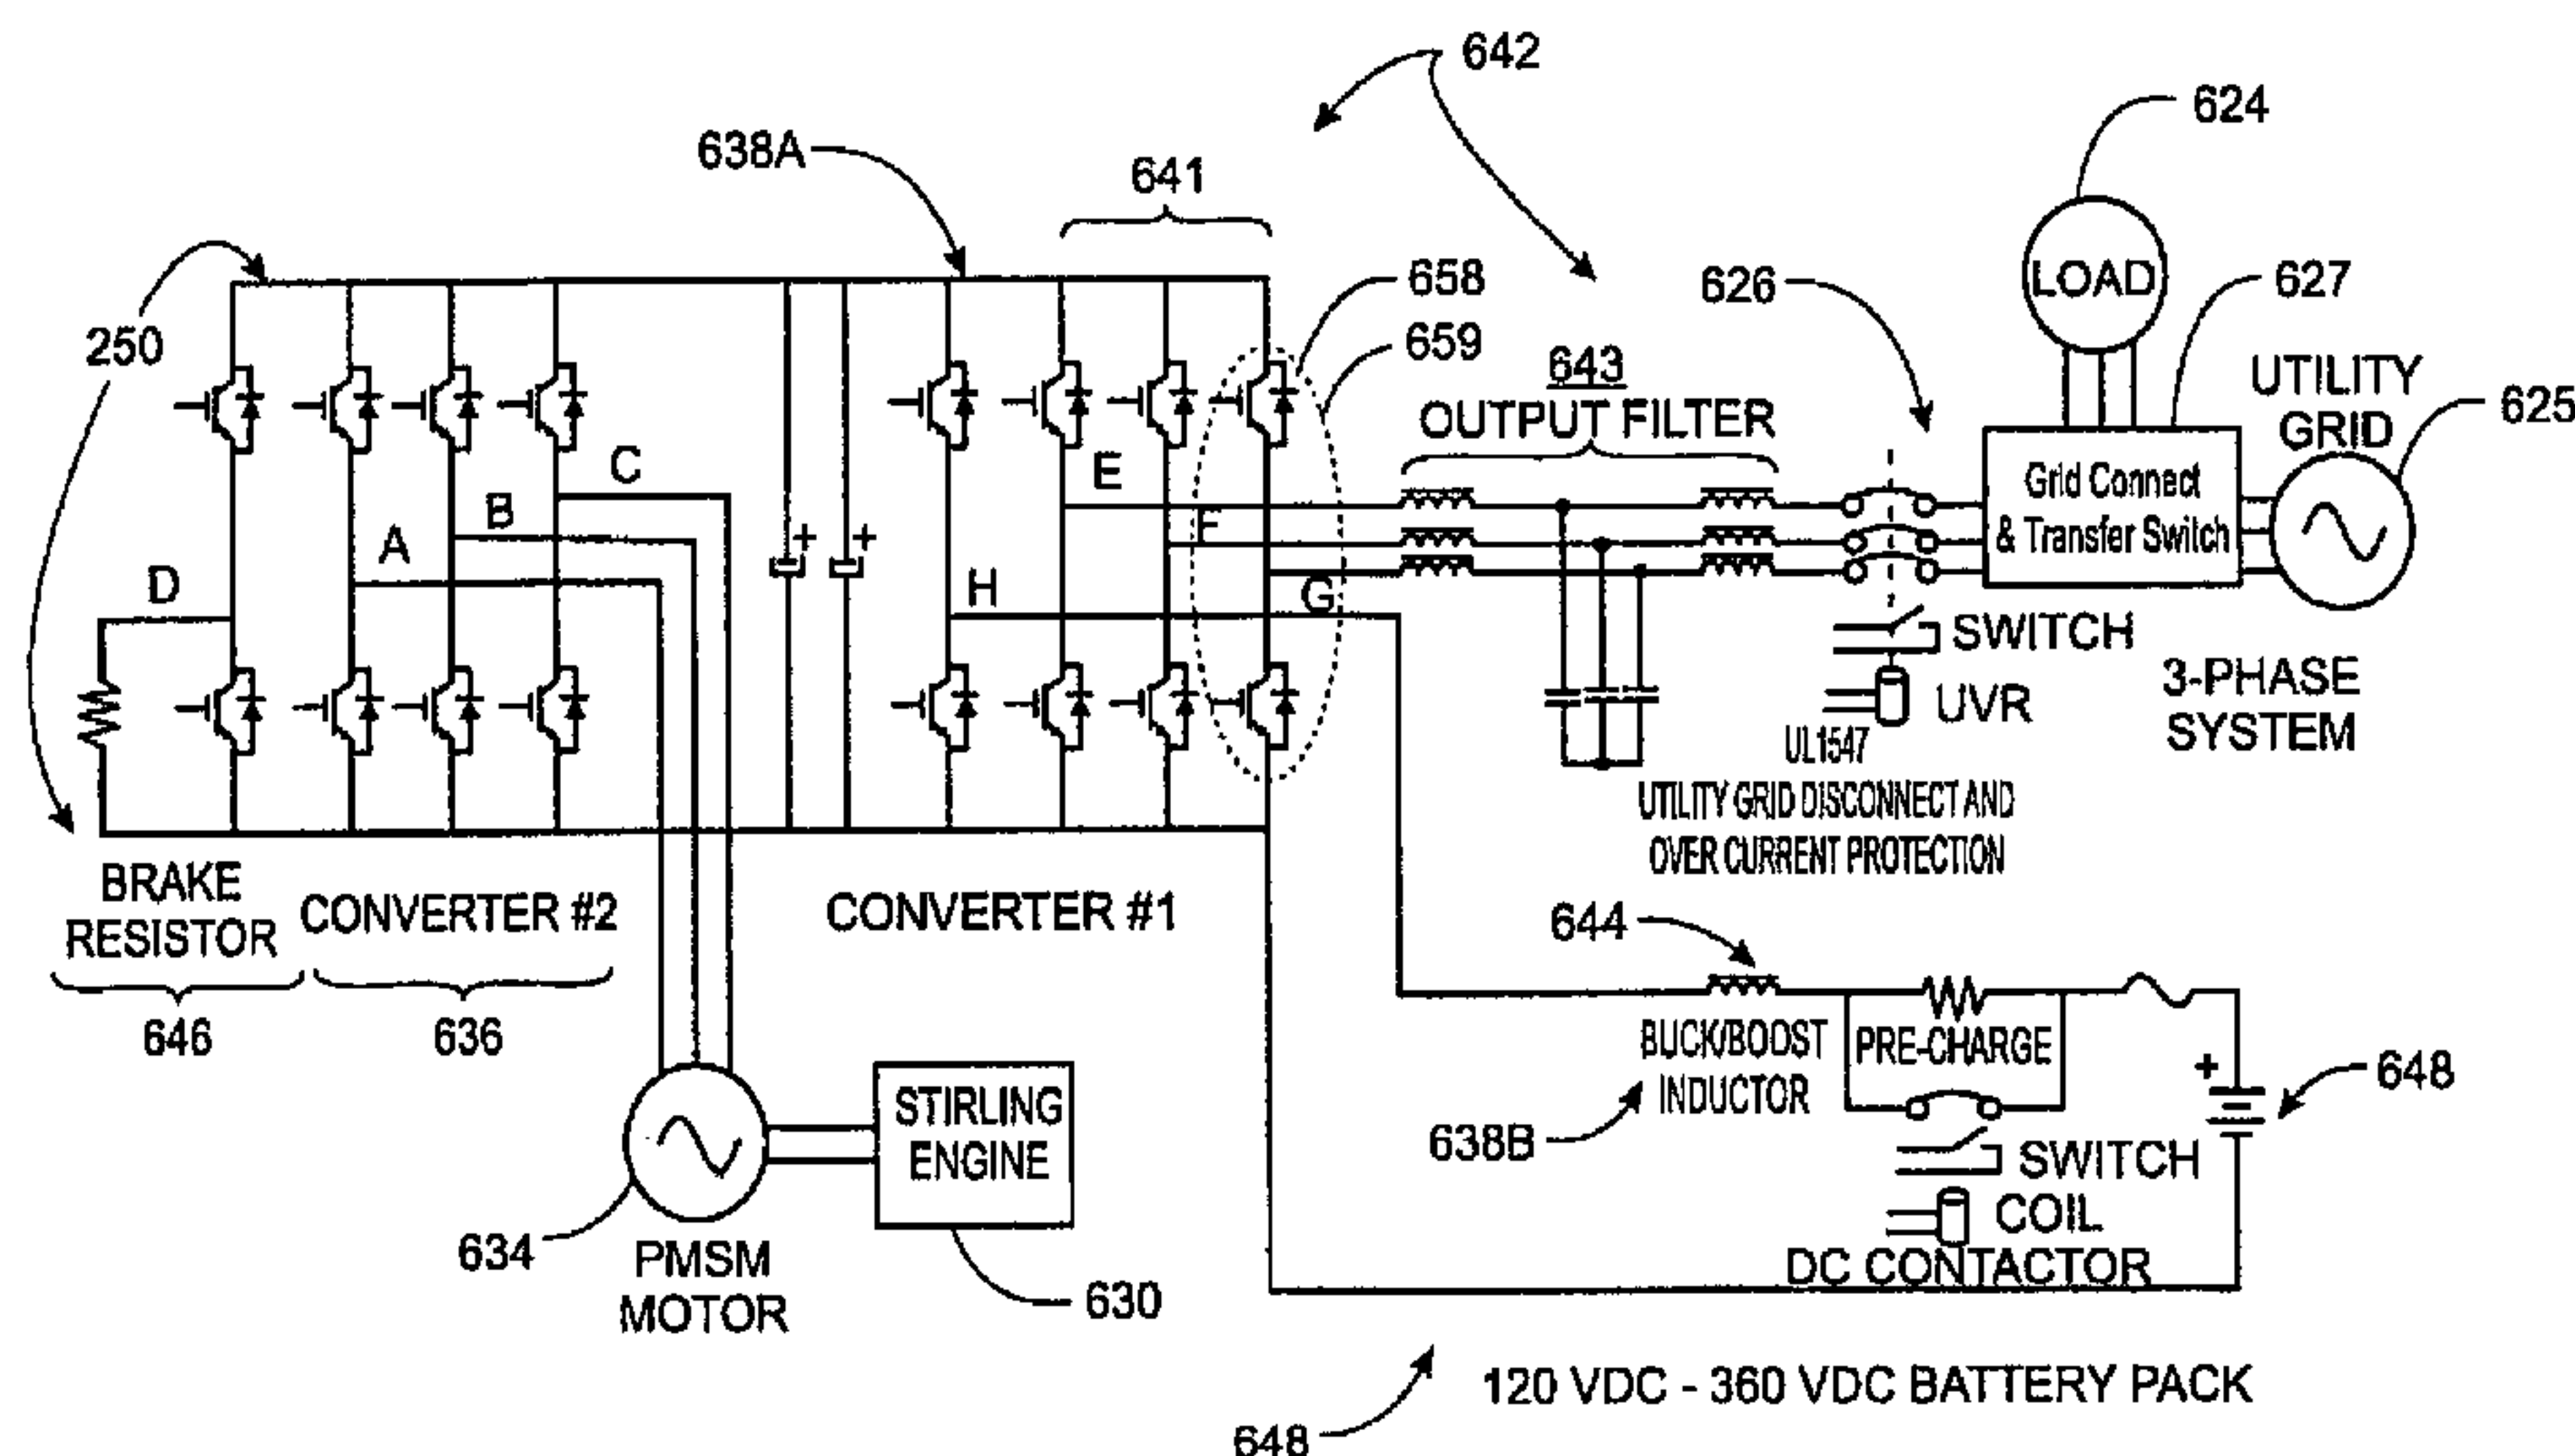 642
624
638A
641
658
626
627
659
250
LOAD
643
OUTPUT FILTER
UTILITY
GRID
625
C
E
Grid Connect
& Transfer Switch
B
F
A
D
H
G
SWITCH
UVR
3-PHASE
SYSTEM
UL1547
UTILITY GRID DISCONNECT AND
OVER CURRENT PROTECTION
BRAKE
RESISTOR
CONVERTER #2
CONVERTER #1
644
646
636
BUCK/BOOST
INDUCTOR
PRE-CHARGE
648
638B
STIRLING
ENGINE
SWITCH
COIL
DC CONTACTOR
634
PMSM
MOTOR
630
120 VDC - 360 VDC BATTERY PACK
648